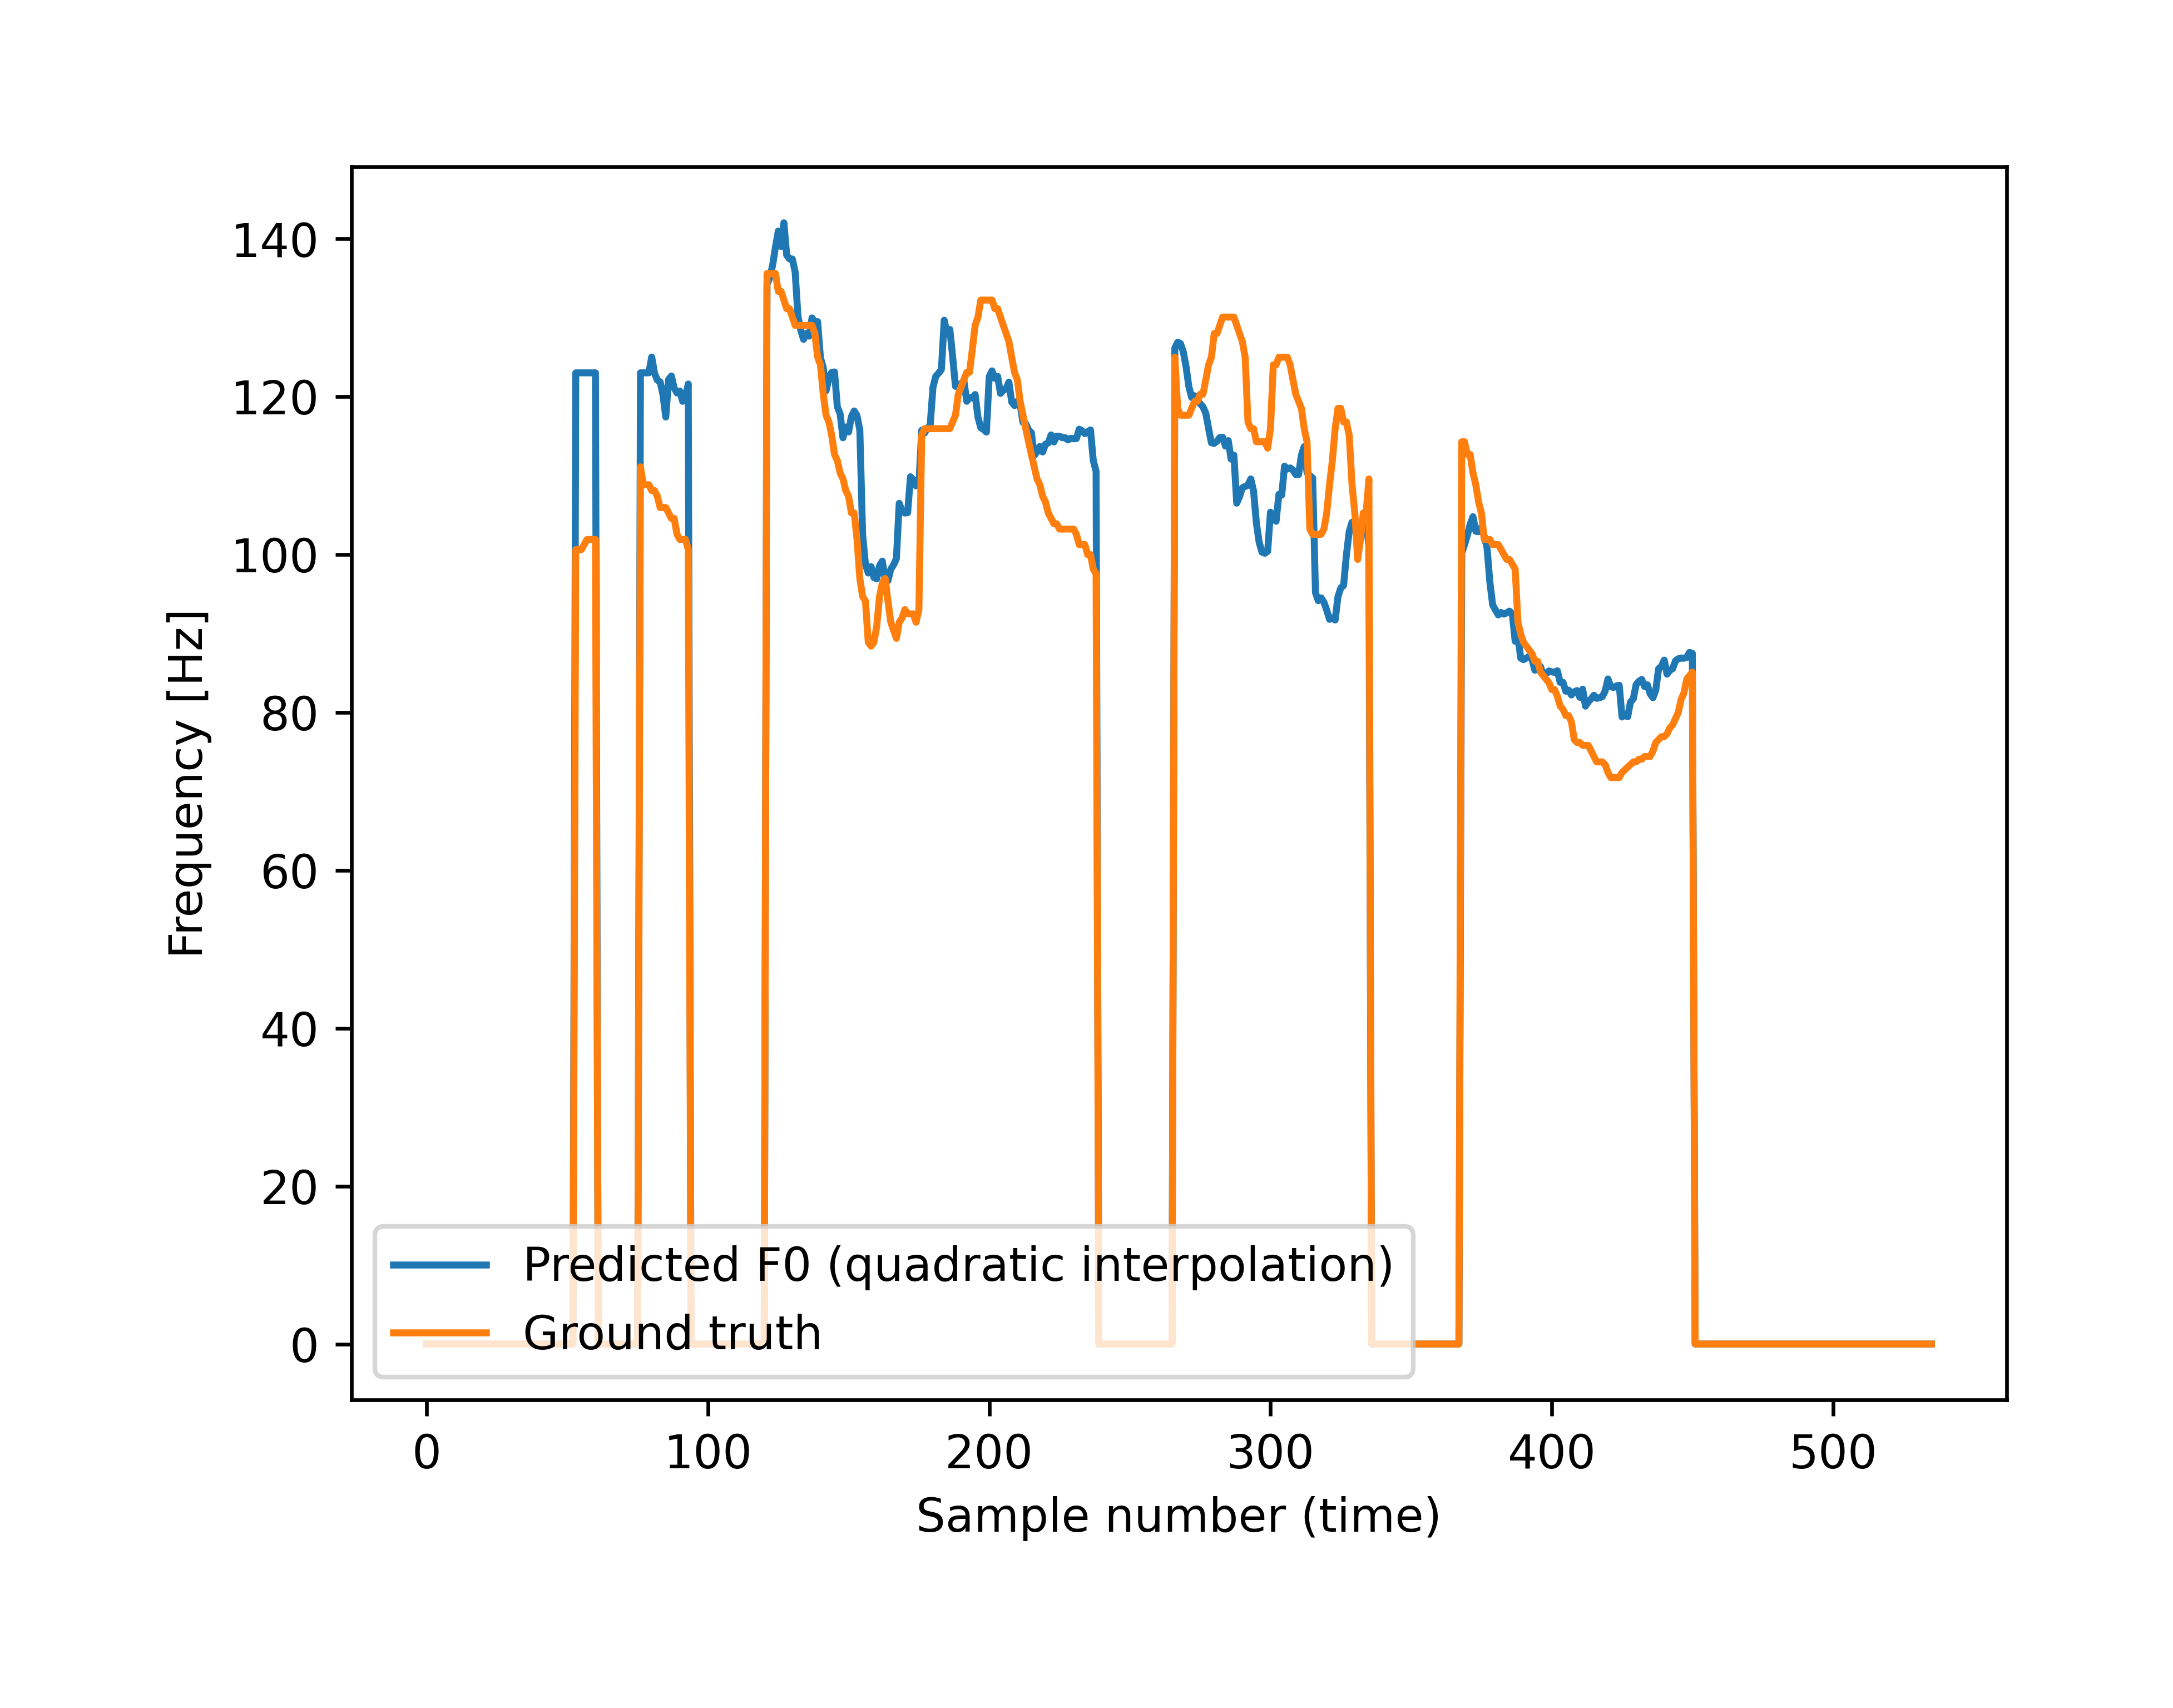 140
120
100
80
60
40
20
0
Frequency [Hz]
Predicted F0 (quadratic interpolation)
Ground truth
0 100 200 300 400 500
Sample number (time)